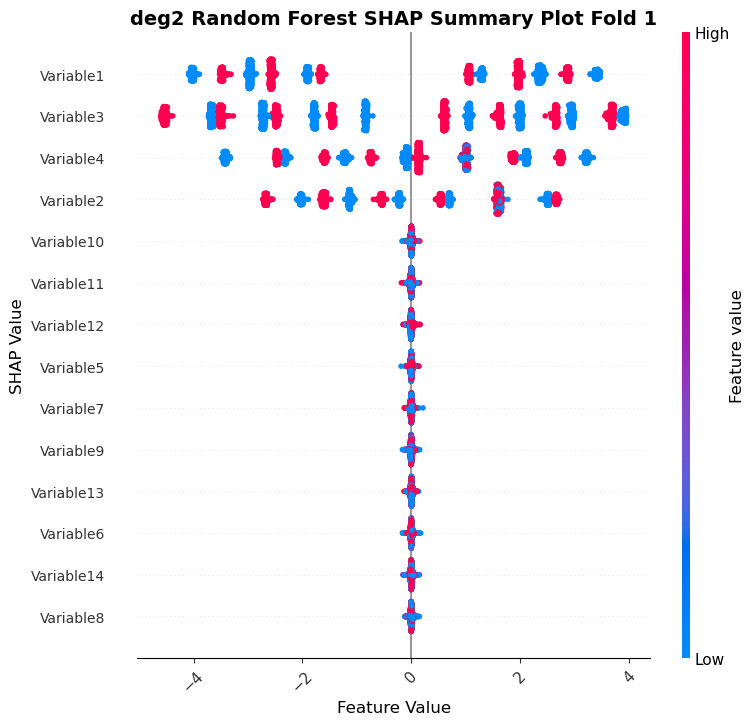 deg2 Random Forest SHAP Summary Plot Fold 1
High
Variable1
Variable3
Variable4
Variable2
Variable10
Variable11
Variable12
Variable5
Variable7
Variable9
Variable13
Variable6
Variable14
Variable8
SHAP Value
Feature value
Low
−4
−2
0
2
4
Feature Value